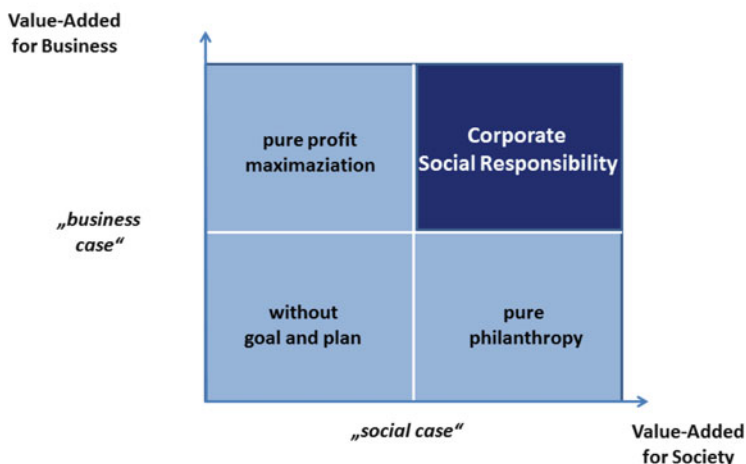 Value-Added
for Business
pure profit
maximaziation
Corporate
Social Responsibility
„business
case“
without
goal and plan
pure
philanthropy
„social case“
Value-Added
for Society